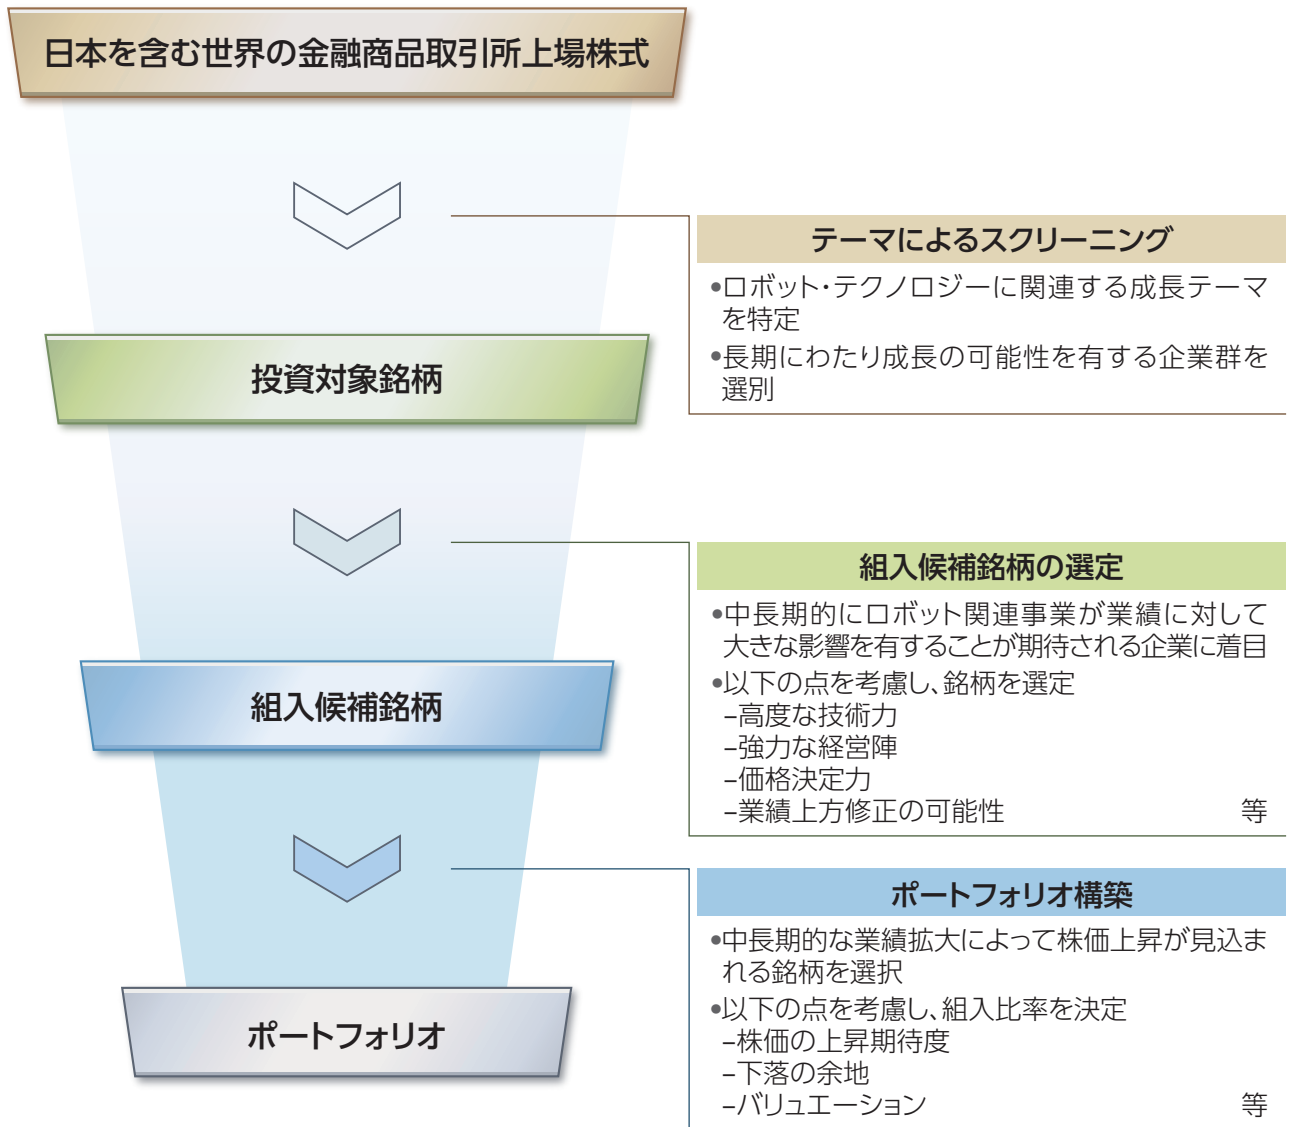 日本を含む世界の金融商品取引所上場株式
テーマによるスクリーニング
•ロボット・テクノロジーに関連する成長テーマ
を特定
•長期にわたり成長の可能性を有する企業群を
選別
投資対象銘柄
組入候補銘柄の選定
•中長期的にロボット関連事業が業績に対して
大きな影響を有することが期待される企業に着目
•以下の点を考慮し、銘柄を選定
−高度な技術力
−強力な経営陣
−価格決定力
−業績上方修正の可能性 等
組入候補銘柄
ポートフォリオ構築
•中長期的な業績拡大によって株価上昇が見込ま
れる銘柄を選択
•以下の点を考慮し、組入比率を決定
−株価の上昇期待度
−下落の余地
−バリュエーション 等
ポートフォリオ